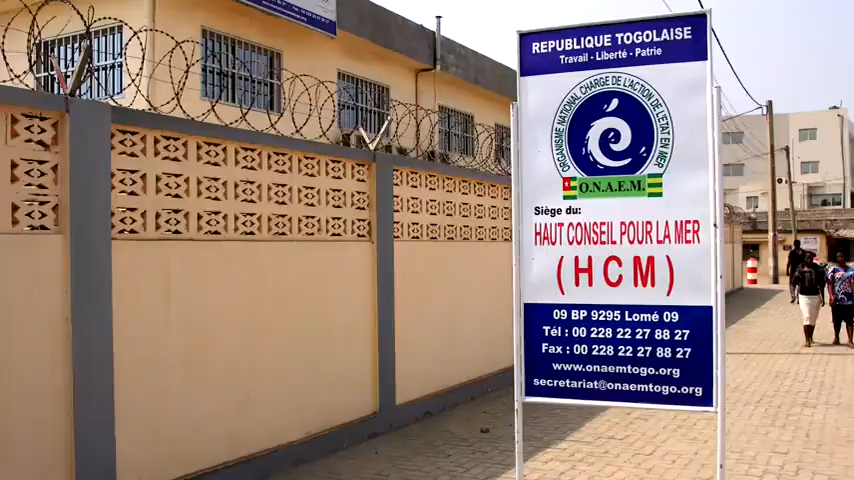 REPUBLIQUE TOGOLAISE
Travail - Liberté - Patrie
ORGANISME NATIONAL CHARGE DE L'ACTION DE L'ETAT EN MER
O.N.A.E.M.
Siège du:
HAUT CONSEIL POUR LA MER
(HCM)
09 BP 9295 Lomé 09
Tél : 00 228 22 27 88 27
Fax : 00 228 22 27 88 27
www.onaemtogo.org
secretariat@onaemtogo.org